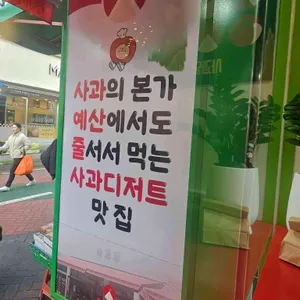 사과의 본가
예산에서도
줄서서 먹는
사과디저트
맛집